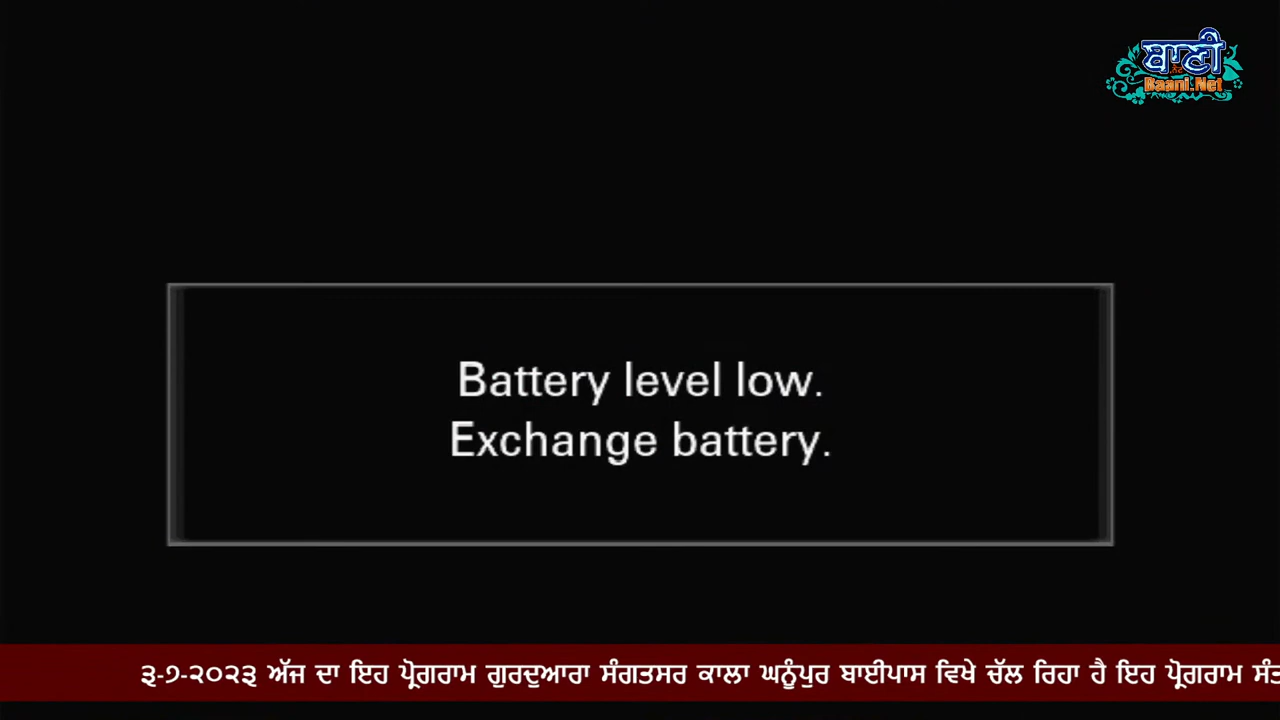 ਬਾਣੀ
ਨੈੱਟ
Baani.Net
Battery level low.
Exchange battery.
੩-੭-੨੦੨੩ ਅੱਜ ਦਾ ਇਹ ਪ੍ਰੋਗਰਾਮ ਗੁਰਦੁਆਰਾ ਸੰਗਤਸਰ ਕਾਲਾ ਘਨੂੰਪੁਰ ਬਾਈਪਾਸ ਵਿਖੇ ਚੱਲ ਰਿਹਾ ਹੈ ਇਹ ਪ੍ਰੋਗਰਾਮ